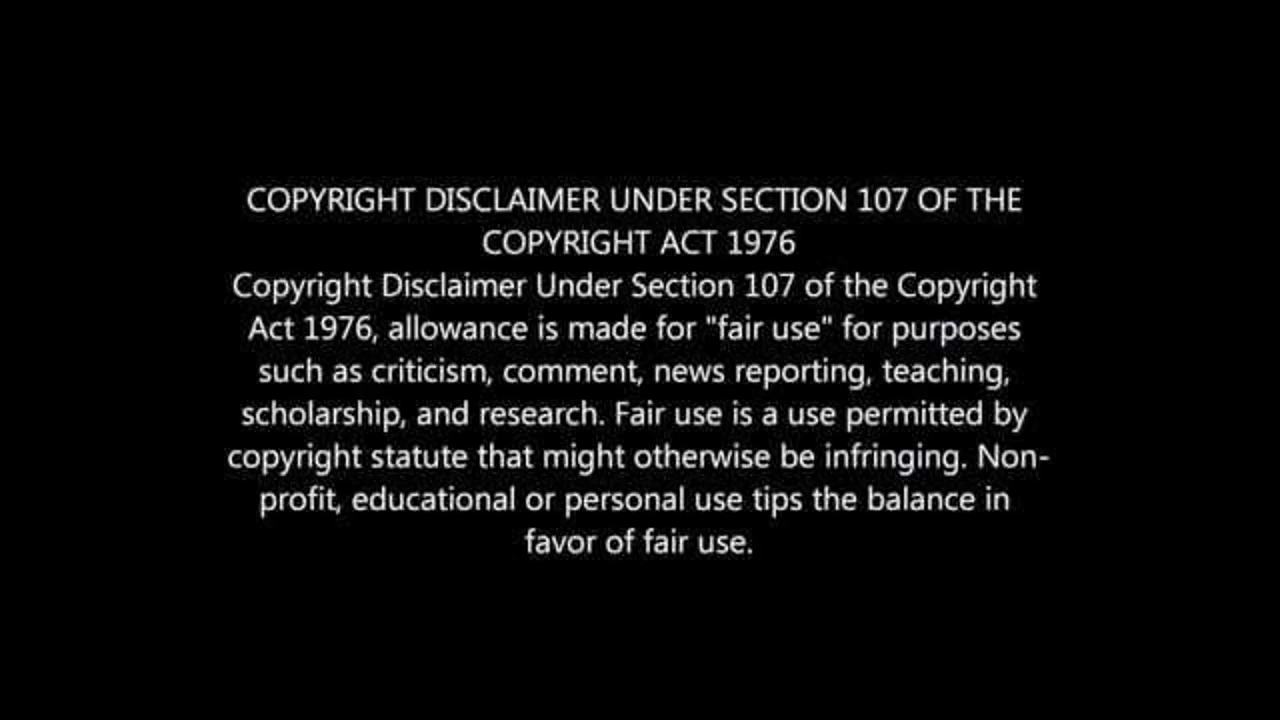 COPYRIGHT DISCLAIMER UNDER SECTION 107 OF THE
COPYRIGHT ACT 1976
Copyright Disclaimer Under Section 107 of the Copyright
Act 1976, allowance is made for "fair use" for purposes
such as criticism, comment, news reporting, teaching,
scholarship, and research. Fair use is a use permitted by
copyright statute that might otherwise be infringing. Non-
profit, educational or personal use tips the balance in
favor of fair use.